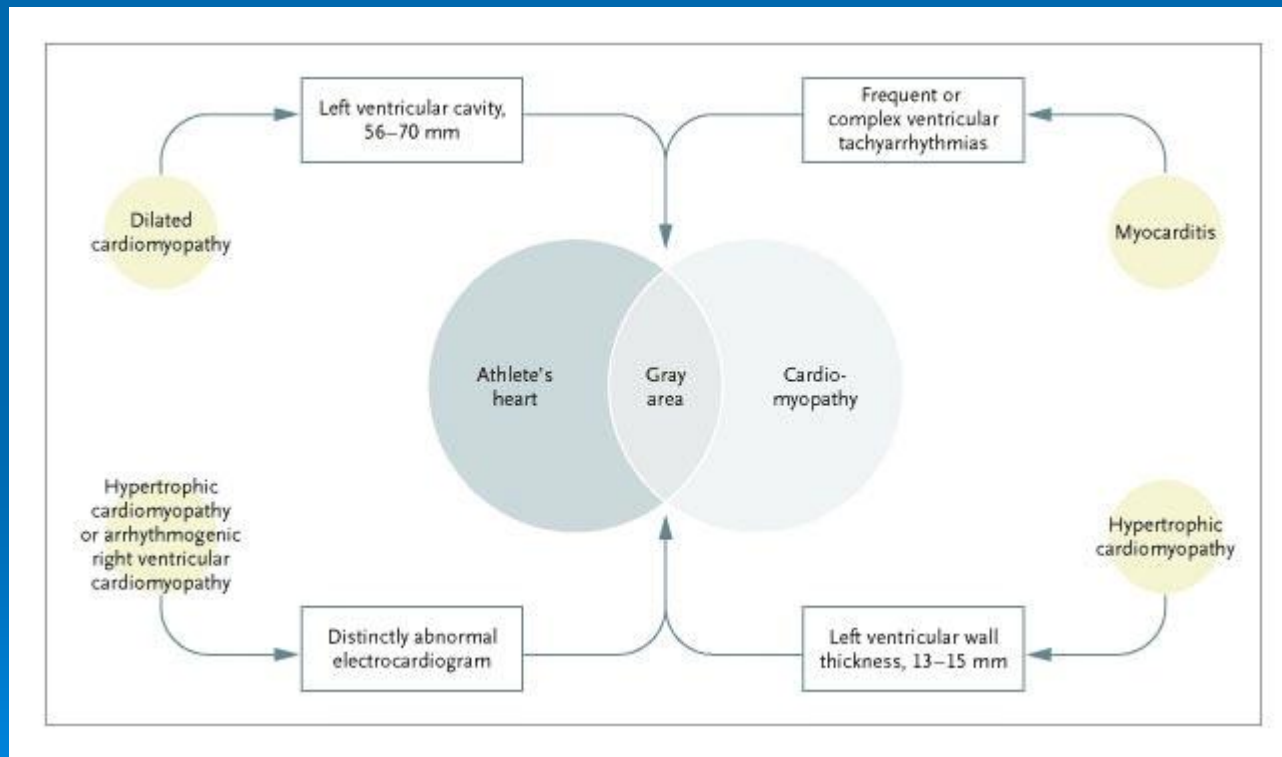 Left ventricular cavity,
56–70 mm
Frequent or
complex ventricular
tachyarrhythmias
Dilated
cardiomyopathy
Myocarditis
Athlete's
heart
Gray
area
Cardio-
myopathy
Hypertrophic
cardiomyopathy
or arrhythmogenic
right ventricular
cardiomyopathy
Hypertrophic
cardiomyopathy
Distinctly abnormal
electrocardiogram
Left ventricular wall
thickness, 13–15 mm